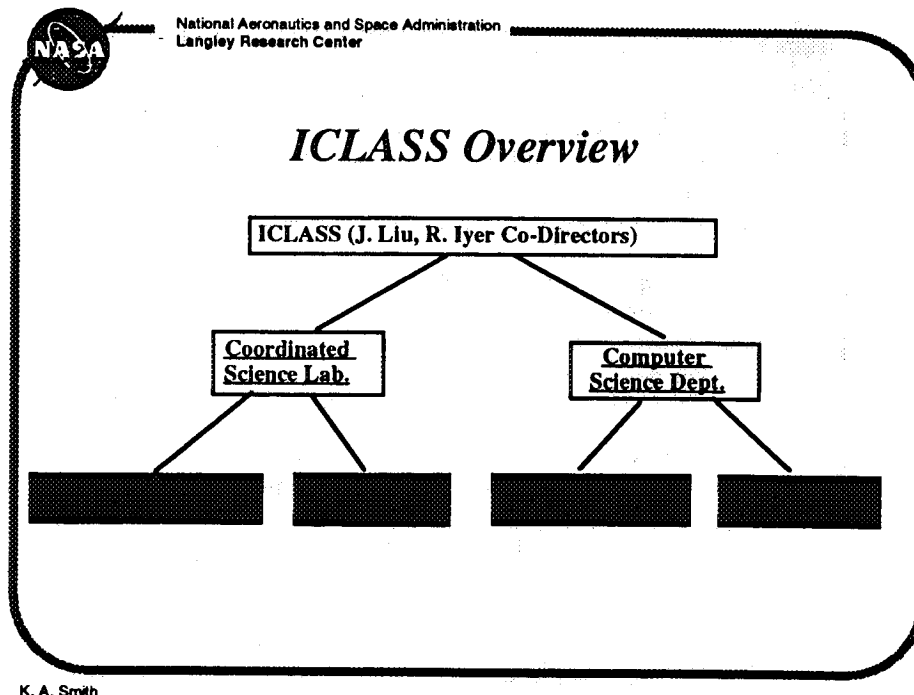 NASA
National Aeronautics and Space Administration
Langley Research Center
ICLASS Overview
ICLASS (J. Liu, R. Iyer Co-Directors)
Coordinated
Science Lab.
Computer
Science Dept.
K. A. Smith